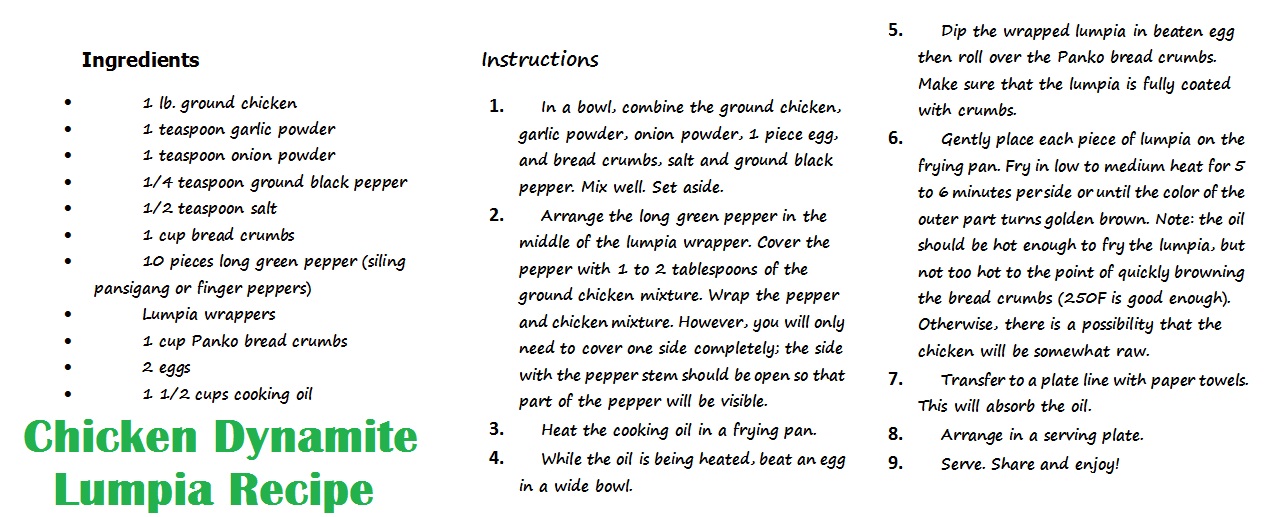 Ingredients
• 1 lb. ground chicken
• 1 teaspoon garlic powder
• 1 teaspoon onion powder
• 1/4 teaspoon ground black pepper
• 1/2 teaspoon salt
• 1 cup bread crumbs
• 10 pieces long green pepper (siling
pansigang or finger peppers)
• Lumpia wrappers
• 1 cup Panko bread crumbs
• 2 eggs
• 1 1/2 cups cooking oil
Chicken Dynamite
Lumpia Recipe
Instructions
1. In a bowl, combine the ground chicken,
garlic powder, onion powder, 1 piece egg,
and bread crumbs, salt and ground black
pepper. Mix well. Set aside.
2. Arrange the long green pepper in the
middle of the lumpia wrapper. Cover the
pepper with 1 to 2 tablespoons of the
ground chicken mixture. Wrap the pepper
and chicken mixture. However, you will only
need to cover one side completely; the side
with the pepper stem should be open so that
part of the pepper will be visible.
3. Heat the cooking oil in a frying pan.
4. While the oil is being heated, beat an egg
in a wide bowl.
5. Dip the wrapped lumpia in beaten egg
then roll over the Panko bread crumbs.
Make sure that the lumpia is fully coated
with crumbs.
6. Gently place each piece of lumpia on the
frying pan. Fry in low to medium heat for 5
to 6 minutes per side or until the color of the
outer part turns golden brown. Note: the oil
should be hot enough to fry the lumpia, but
not too hot to the point of quickly browning
the bread crumbs (250F is good enough).
Otherwise, there is a possibility that the
chicken will be somewhat raw.
7. Transfer to a plate line with paper towels.
This will absorb the oil.
8. Arrange in a serving plate.
9. Serve. Share and enjoy!